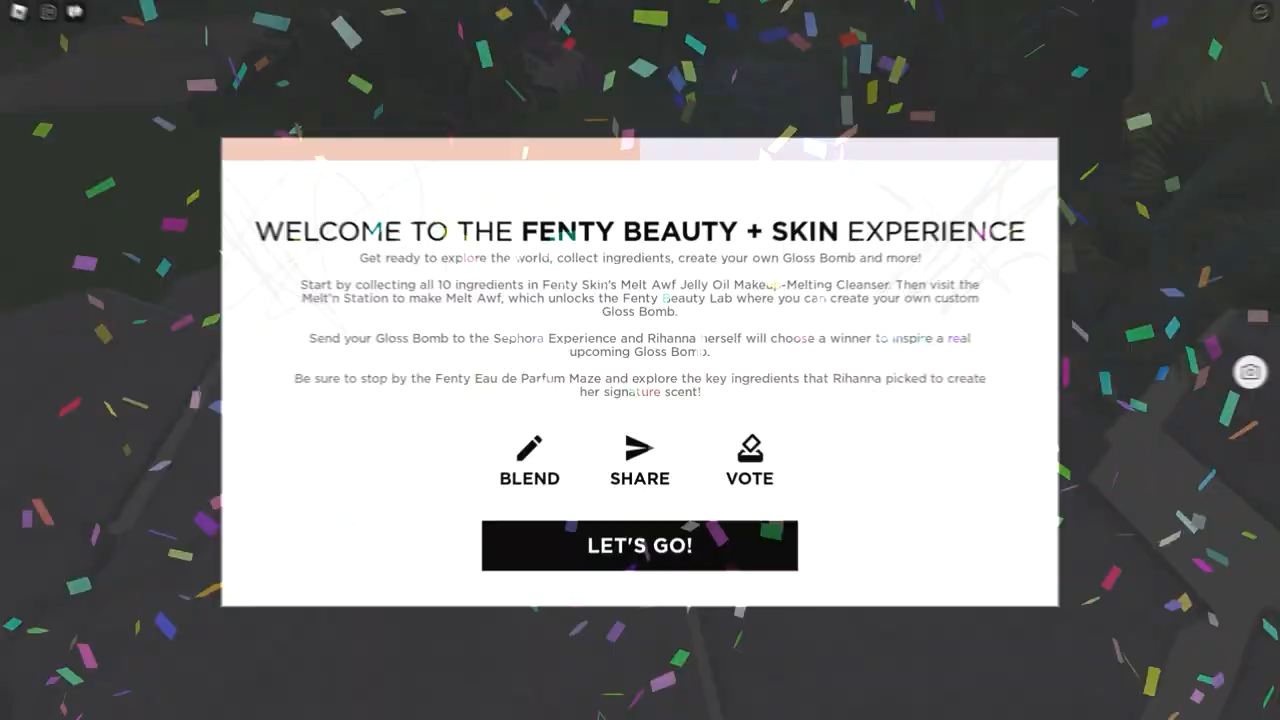 WELCOME TO THE FENTY BEAUTY + SKIN EXPERIENCE
Get ready to explore the world, collect ingredients, create your own Gloss Bomb and more!
Start by collecting all 10 ingredients in Fenty Skin's Melt Awf Jelly Oil Makeup-Melting Cleanser. Then visit the
Melt'n Station to make Melt Awf, which unlocks the Fenty Beauty Lab where you can create your own custom
Gloss Bomb.
Send your Gloss Bomb to the Sephora Experience and Rihanna herself will choose a winner to inspire a real
upcoming Gloss Bomb.
Be sure to stop by the Fenty Eau de Parfum Maze and explore the key ingredients that Rihanna picked to create
her signature scent!
BLEND SHARE VOTE
LET'S GO!